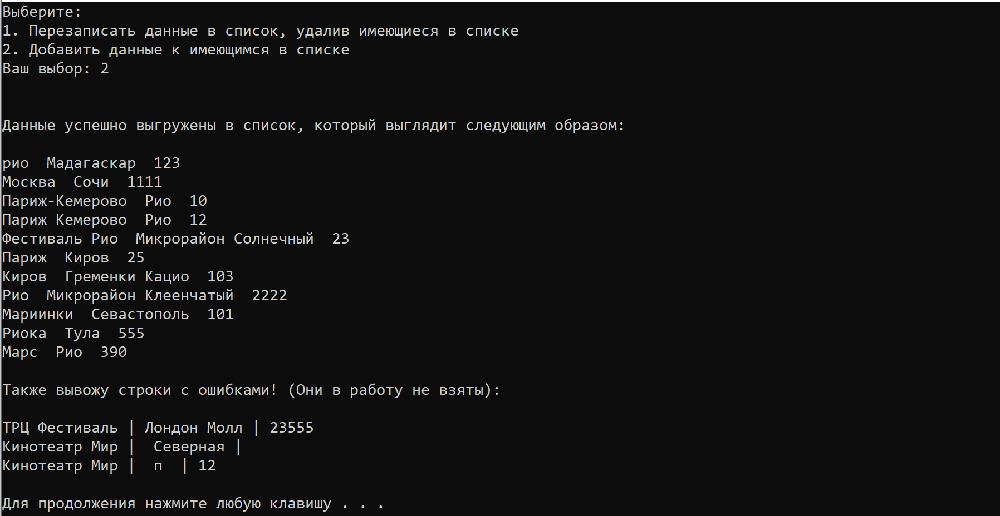 Выберите:
1. Перезаписать данные в список, удалив имеющиеся в списке
2. Добавить данные к имеющимся в списке
Ваш выбор: 2
Данные успешно выгружены в список, который выглядит следующим образом:
рио  Мадагаскар  123
Москва  Сочи  1111
Париж-Кемерово  Рио  10
Париж Кемерово  Рио  12
Фестиваль Рио  Микрорайон Солнечный  23
Париж  Киров  25
Киров  Гременки Кацио  103
Рио  Микрорайон Клеенчатый  2222
Мариинки  Севастополь  101
Риока  Тула  555
Марс  Рио  390
Также вывожу строки с ошибками! (Они в работу не взяты):
ТРЦ Фестиваль | Лондон Молл | 23555
Кинотеатр Мир |  Северная |
Кинотеатр Мир |  п  | 12
Для продолжения нажмите любую клавишу . . .